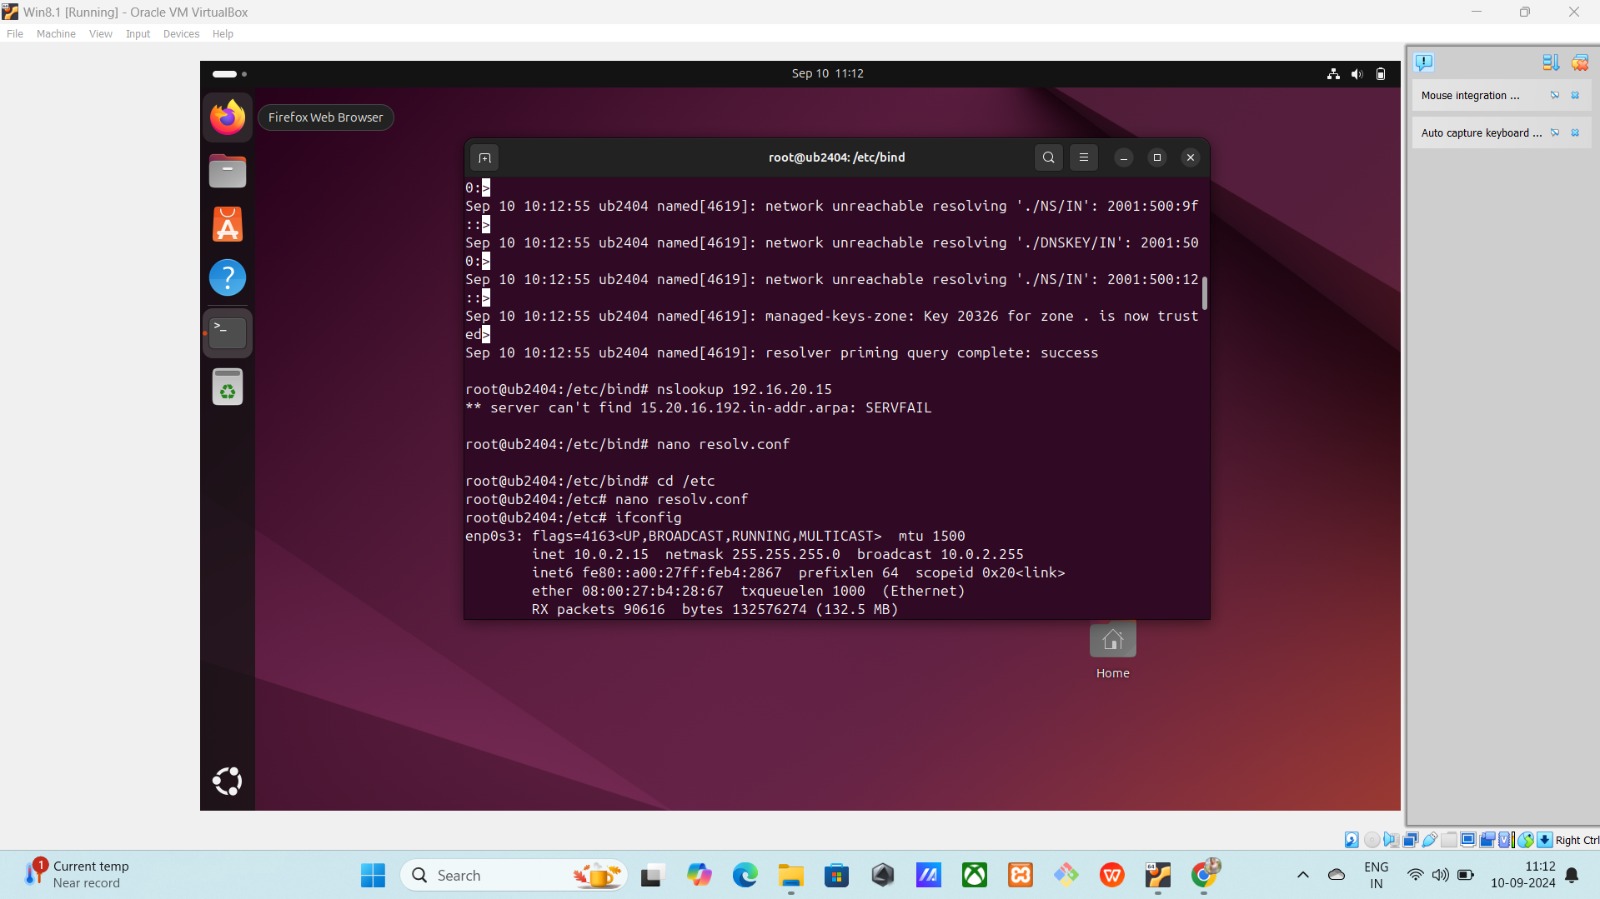 Win8.1 [Running] - Oracle VM VirtualBox
File Machine View Input Devices Help
Sep 10 11:12
Mouse integration ...
Auto capture keyboard ...
Firefox Web Browser
root@ub2404: /etc/bind
0:>
Sep 10 10:12:55 ub2404 named[4619]: network unreachable resolving './NS/IN': 2001:500:9f
::>
Sep 10 10:12:55 ub2404 named[4619]: network unreachable resolving './DNSKEY/IN': 2001:50
0:>
Sep 10 10:12:55 ub2404 named[4619]: network unreachable resolving './NS/IN': 2001:500:12
::>
Sep 10 10:12:55 ub2404 named[4619]: managed-keys-zone: Key 20326 for zone . is now trust
ed>
Sep 10 10:12:55 ub2404 named[4619]: resolver priming query complete: success
root@ub2404:/etc/bind# nslookup 192.16.20.15
** server can't find 15.20.16.192.in-addr.arpa: SERVFAIL
root@ub2404:/etc/bind# nano resolv.conf
root@ub2404:/etc/bind# cd /etc
root@ub2404:/etc# nano resolv.conf
root@ub2404:/etc# ifconfig
enp0s3: flags=4163<UP,BROADCAST,RUNNING,MULTICAST>  mtu 1500
inet 10.0.2.15  netmask 255.255.255.0  broadcast 10.0.2.255
inet6 fe80::a00:27ff:feb4:2867  prefixlen 64  scopeid 0x20<link>
ether 08:00:27:b4:28:67  txqueuelen 1000  (Ethernet)
RX packets 90616  bytes 132576274 (132.5 MB)
Home
Right Ctrl
1
Current temp
Near record
Search
ENG
IN
11:12
10-09-2024